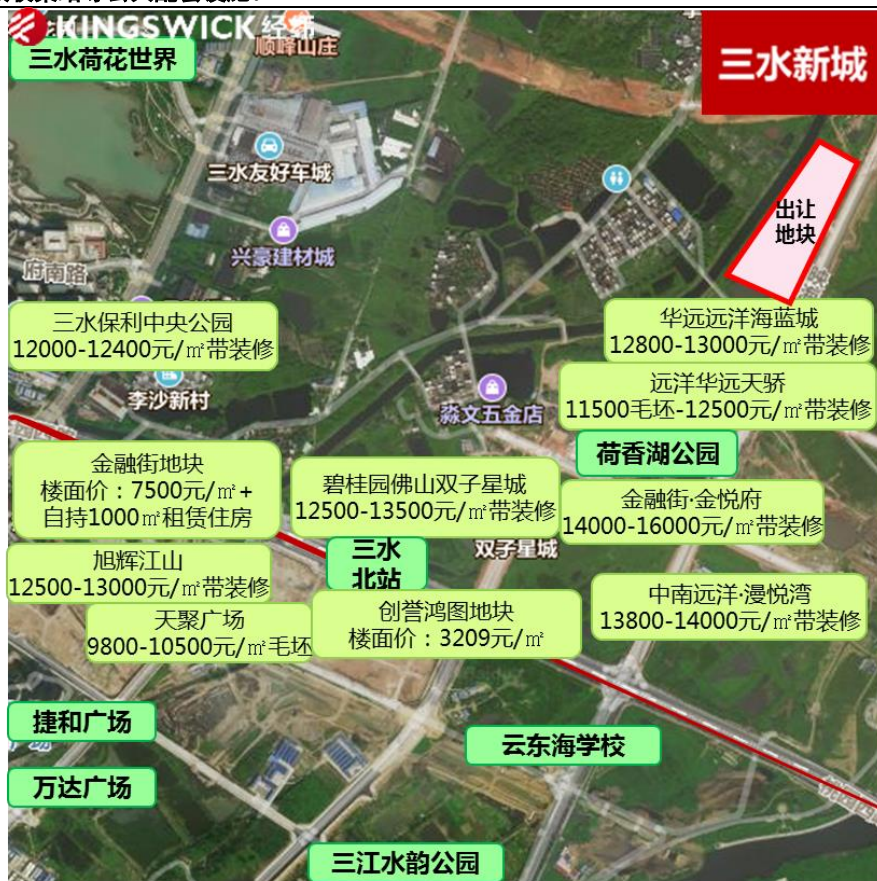 KINGSWICK 经纬
顺峰山庄
三水荷花世界
三水新城
三水友好车城
出让
地块
兴豪建材城
府南路
三水保利中央公园
12000-12400元/㎡带装修
华远远洋海蓝城
12800-13000元/㎡带装修
李沙新村
淼文五金店
远洋华远天骄
11500毛坯-12500元/㎡带装修
荷香湖公园
金融街地块
楼面价：7500元/㎡+
自持1000㎡租赁住房
碧桂园佛山双子星城
12500-13500元/㎡带装修
金融街·金悦府
14000-16000元/㎡带装修
三水
北站
双子星城
旭辉江山
12500-13000元/㎡带装修
天聚广场
9800-10500元/㎡毛坯
创誉鸿图地块
楼面价：3209元/㎡
中南远洋·漫悦湾
13800-14000元/㎡带装修
捷和广场
云东海学校
万达广场
三江水韵公园